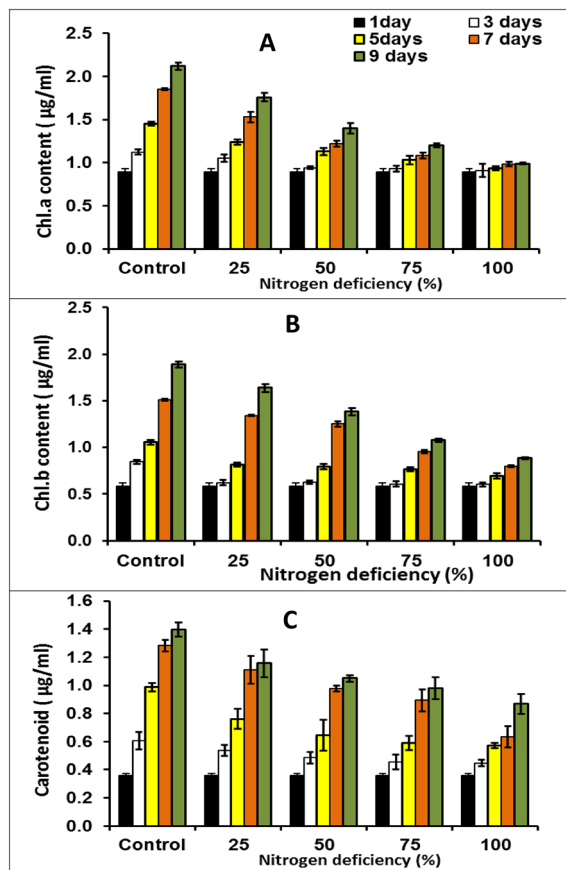 1day 3 days
5days 7 days
9 days
A
Chl.a content ( µg/ml)
2.5
2.0
1.5
1.0
0.5
0.0
Control 25 50 75 100
Nitrogen deficiency (%)
B
Chl.b content ( µg/ml)
2.5
2.0
1.5
1.0
0.5
0.0
Control 25 50 75 100
Nitrogen deficiency (%)
C
Carotenoid ( µg/ml)
1.6
1.4
1.2
1.0
0.8
0.6
0.4
0.2
0.0
Control 25 50 75 100
Nitrogen deficiency (%)